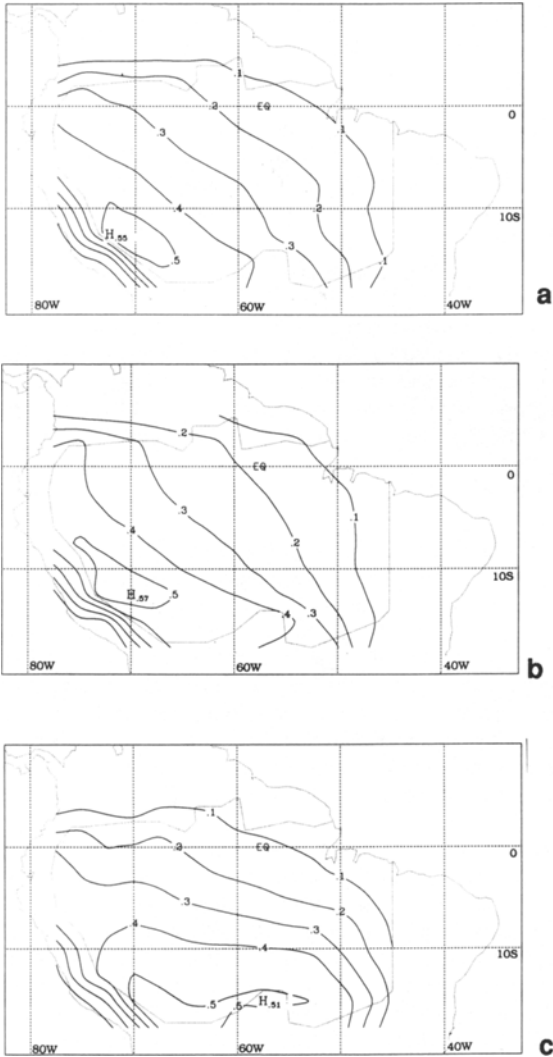 .1
.2 EQ
0
.1
.3
.4 .2
10S
H.55
.3
.5 .1
80W 60W 40W
a
.2
EQ 0
.3
.4 .1
.2
10S
H.57 .5
.4 .3
80W 60W 40W
b
.1
.2 EQ
0
.1
.3 .2
.4 .3
.4 10S
.5 .5 H.51
80W 60W 40W
c